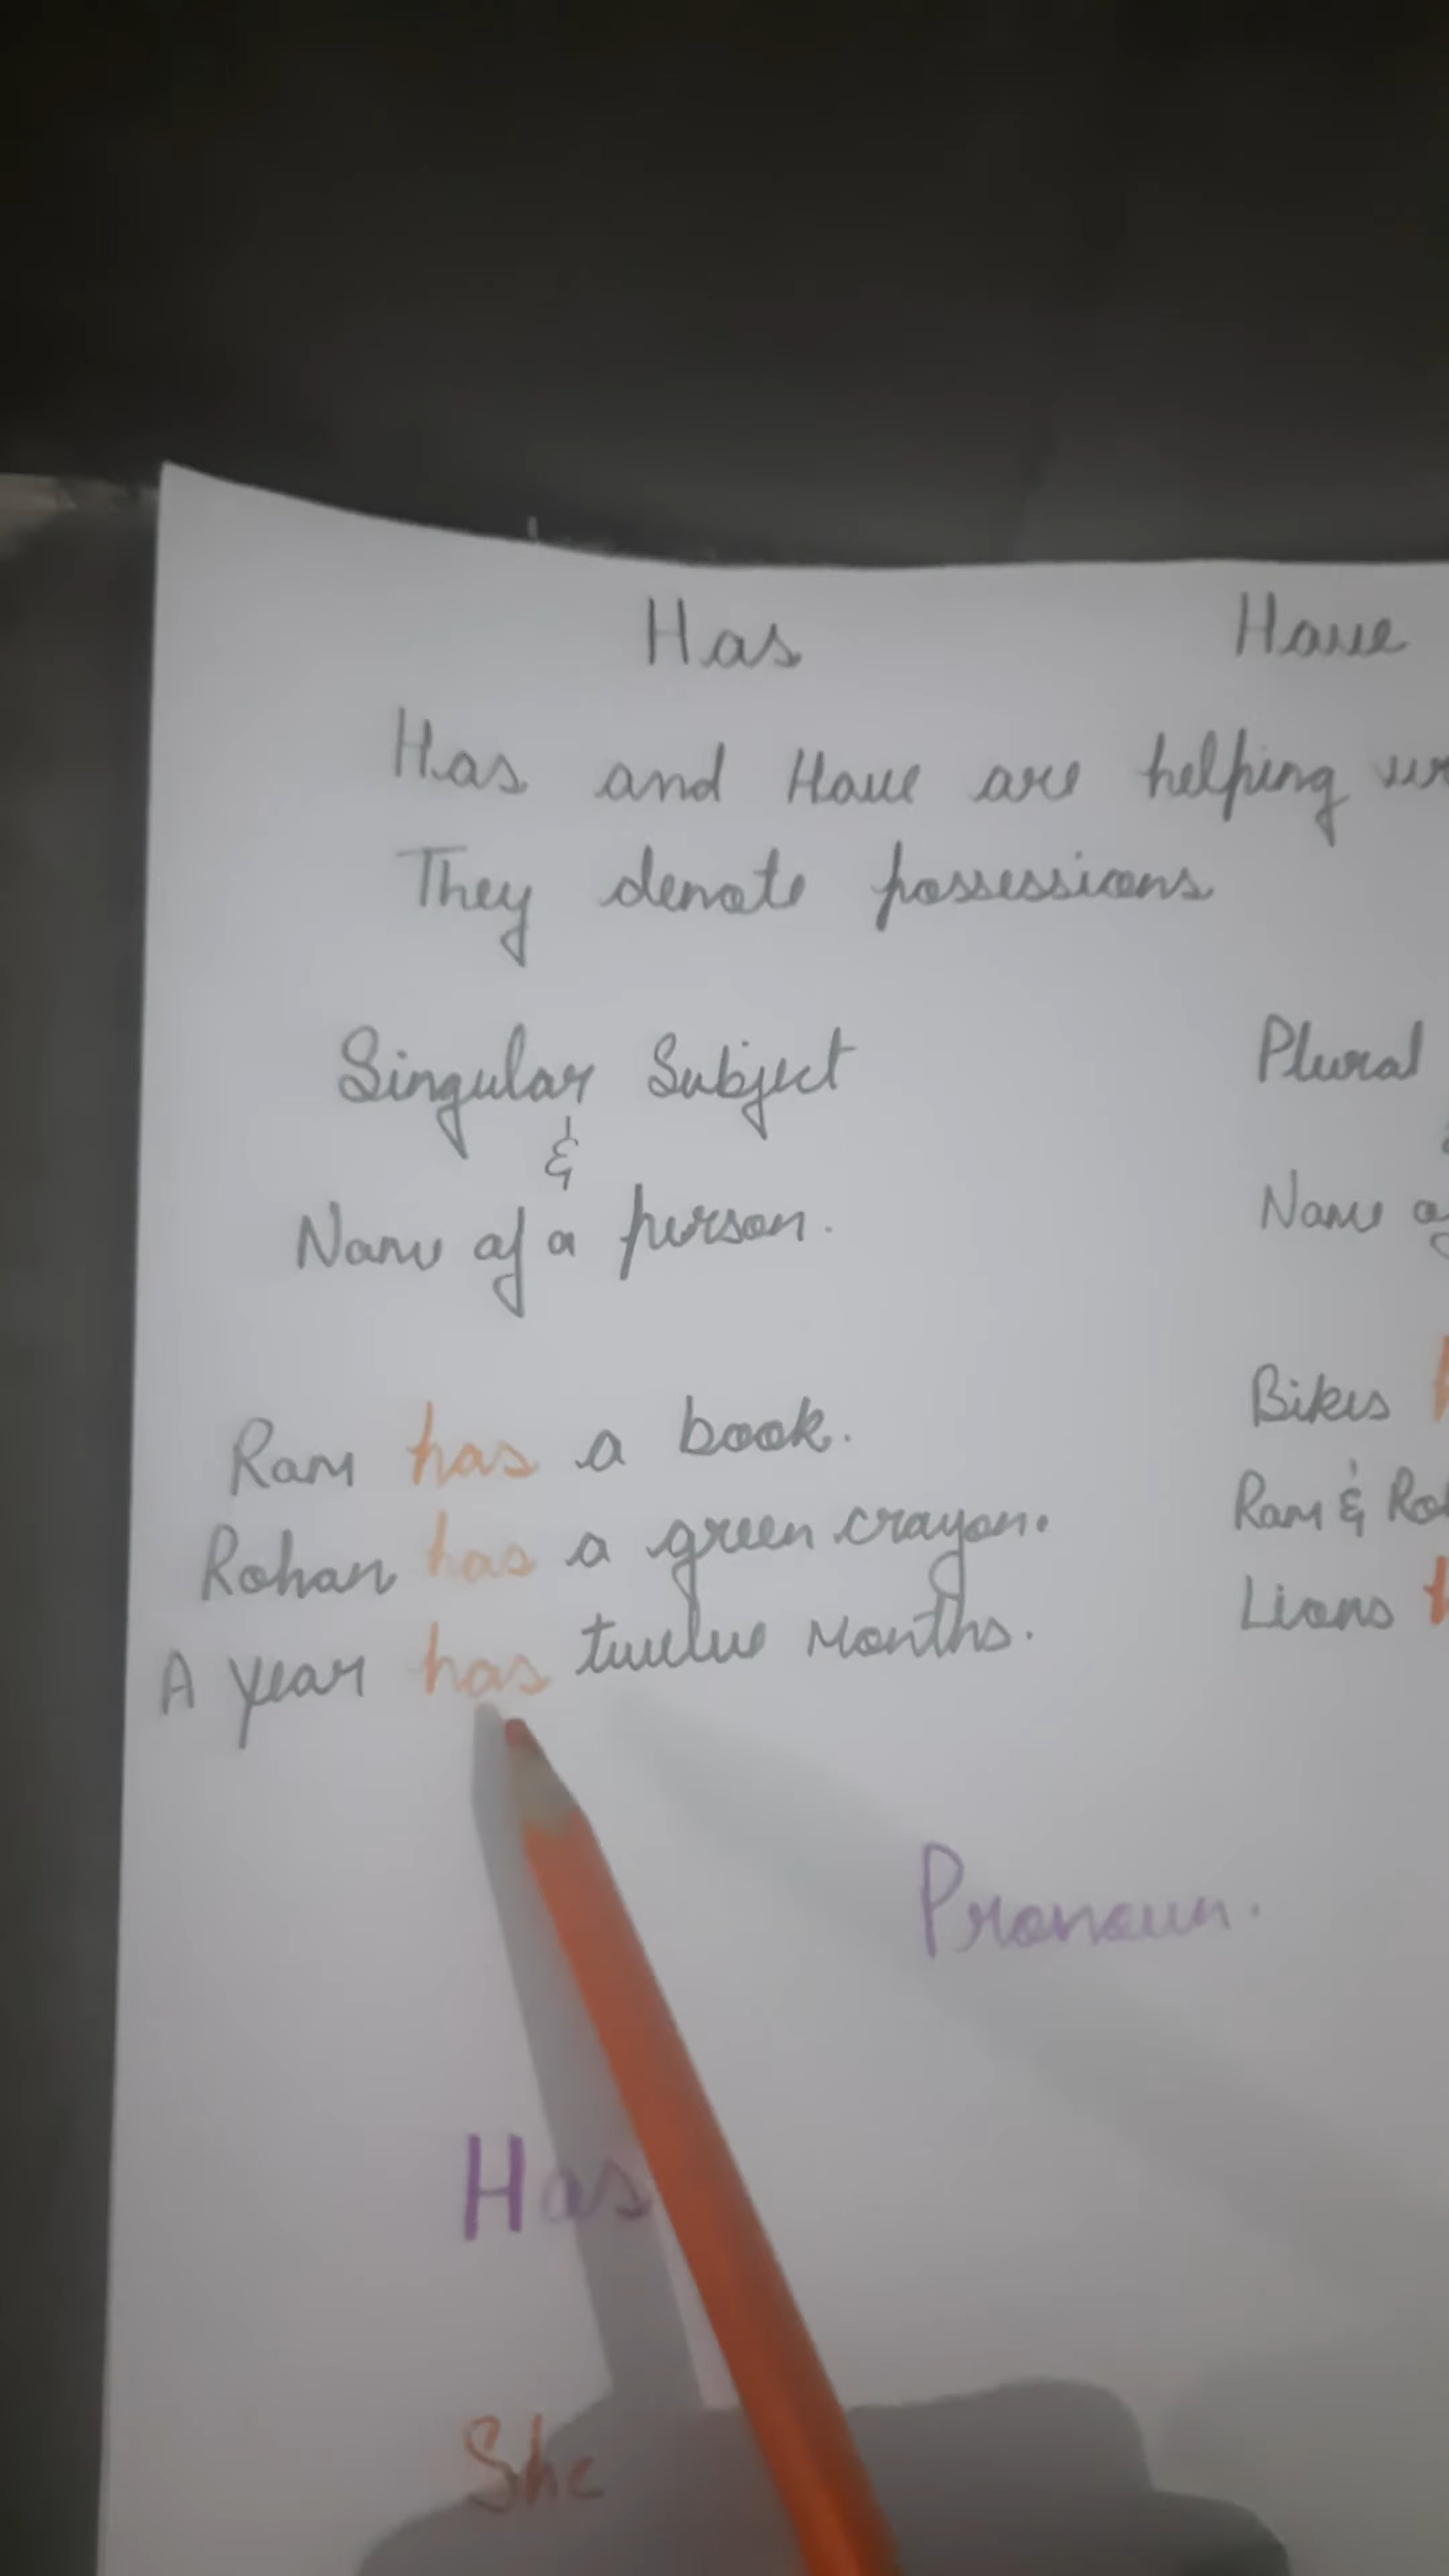 Has Have
Has and Have are helping
They denote possessions
Singular Subject Plural
&
Name of a person. Name
Ram has a book. Bikes
Rohan has a green crayon. Ram &
A year has twelve Months. Lions
Pronoun.
Has
She